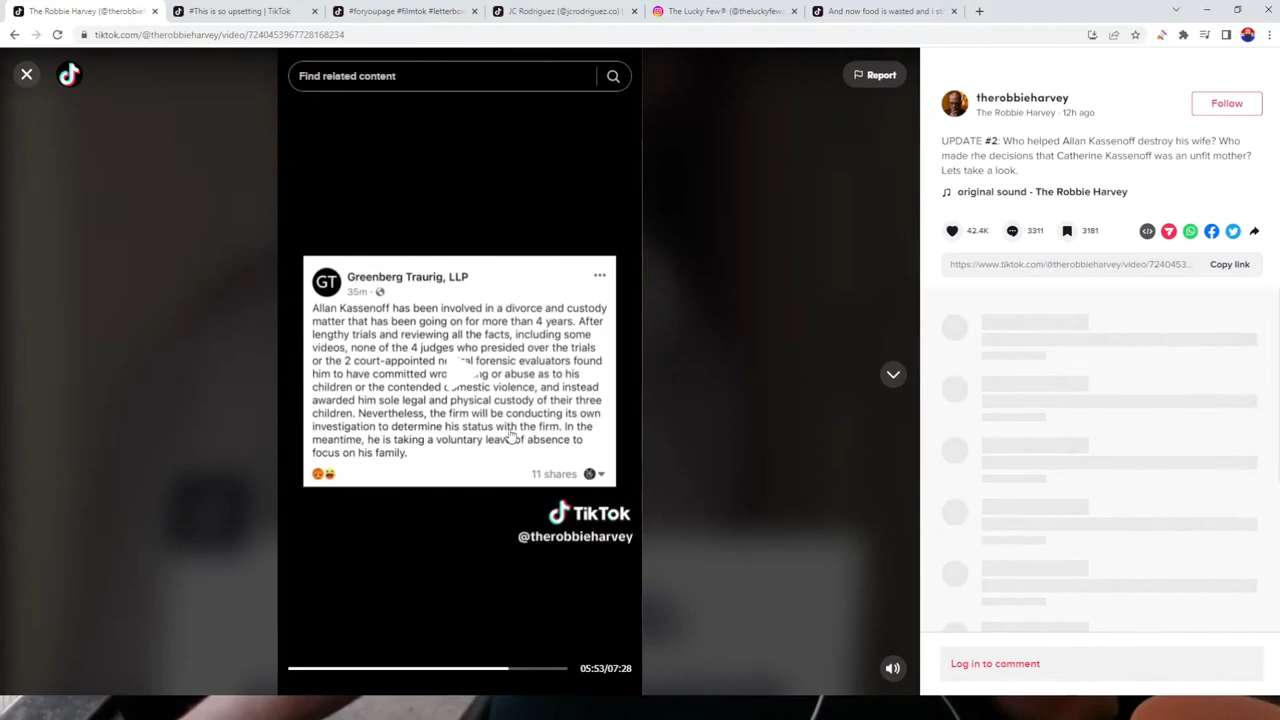 The Robbie Harvey (@therobbieh
#This is so upsetting | TikTok
#foryoupage #filmtok #letterbo
JC Rodriguez (@jcrodriguez.co) |
The Lucky Few® (@theluckyfew
And now food is wasted and i st
tiktok.com/@therobbieharvey/video/7240453967728168234
Find related content
Report
GT
Greenberg Traurig, LLP
35m
Allan Kassenoff has been involved in a divorce and custody
matter that has been going on for more than 4 years. After
lengthy trials and reviewing all the facts, including some
videos, none of the 4 judges who presided over the trials
or the 2 court-appointed forensic evaluators found
him to have committed or abuse as to his
children or the contended domestic violence, and instead
awarded him sole legal and physical custody of their three
children. Nevertheless, the firm will be conducting its own
investigation to determine his status with the firm. In the
meantime, he is taking a voluntary leave of absence to
focus on his family.
11 shares
TikTok
@therobbieharvey
05:53/07:28
therobbieharvey
The Robbie Harvey · 12h ago
Follow
UPDATE #2: Who helped Allan Kassenoff destroy his wife? Who
made rhe decisions that Catherine Kassenoff was an unfit mother?
Lets take a look.
original sound - The Robbie Harvey
42.4K
3311
3181
https://www.tiktok.com/@therobbieharvey/video/7240453...
Copy link
Log in to comment